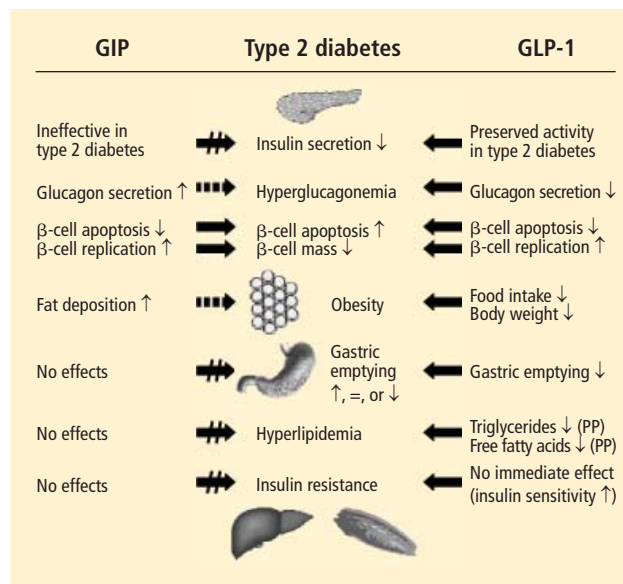 GIP Type 2 diabetes GLP-1
Ineffective in
type 2 diabetes
Insulin secretion ↓
Preserved activity
in type 2 diabetes
Glucagon secretion ↑ Hyperglucagonemia Glucagon secretion ↓
β-cell apoptosis ↓ β-cell apoptosis ↑ β-cell apoptosis ↓
β-cell replication ↑ β-cell mass ↓ β-cell replication ↑
Fat deposition ↑
Obesity
Food intake ↓
Body weight ↓
No effects
Gastric
emptying
↑, =, or ↓
Gastric emptying ↓
No effects
Hyperlipidemia
Triglycerides ↓ (PP)
Free fatty acids ↓ (PP)
No effects
Insulin resistance
No immediate effect
(insulin sensitivity ↑)